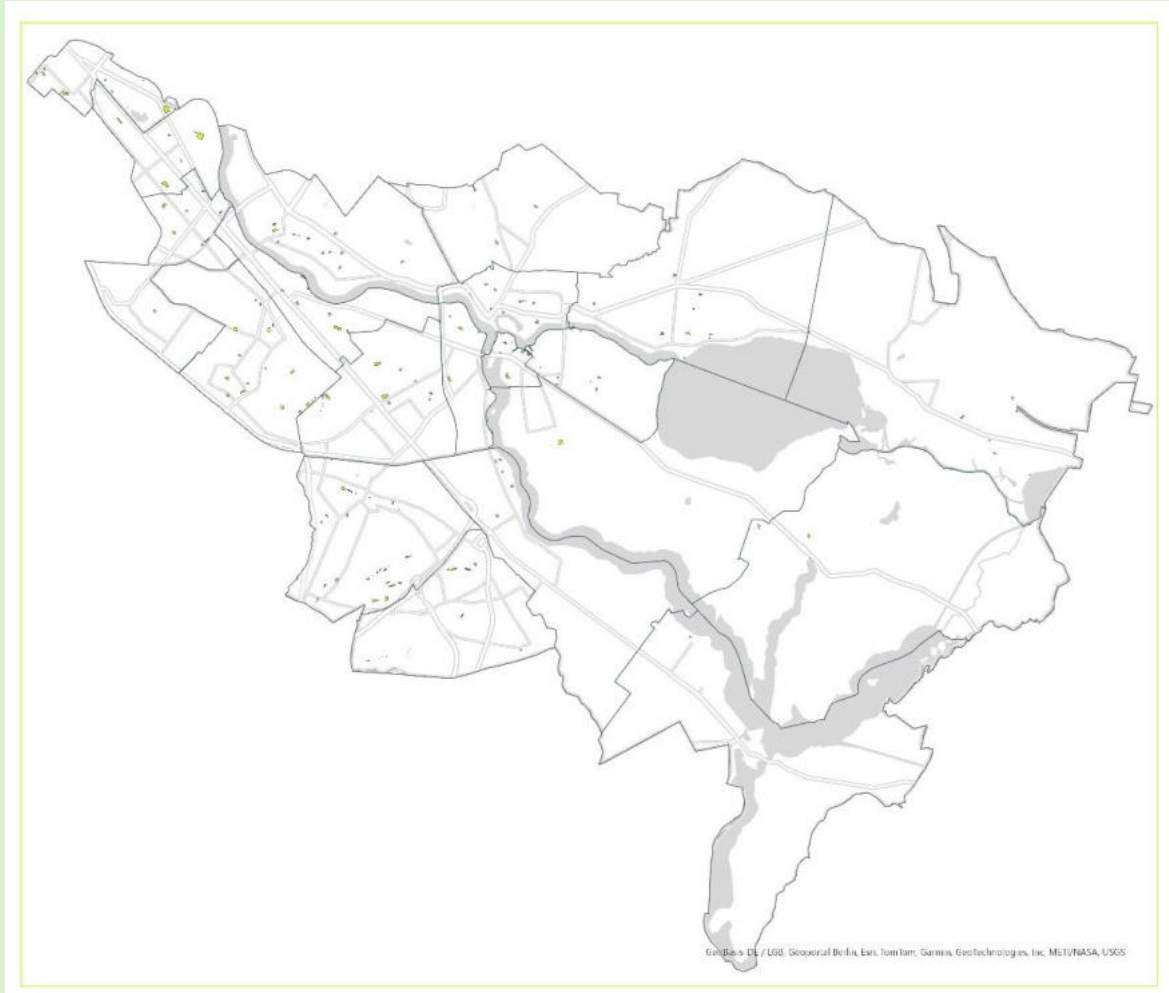 GeoBasis-DE / LGB, Geoportal Berlin, Esri, TomTom, Garmin, GeoTechnologies, Inc, METI/NASA, USGS